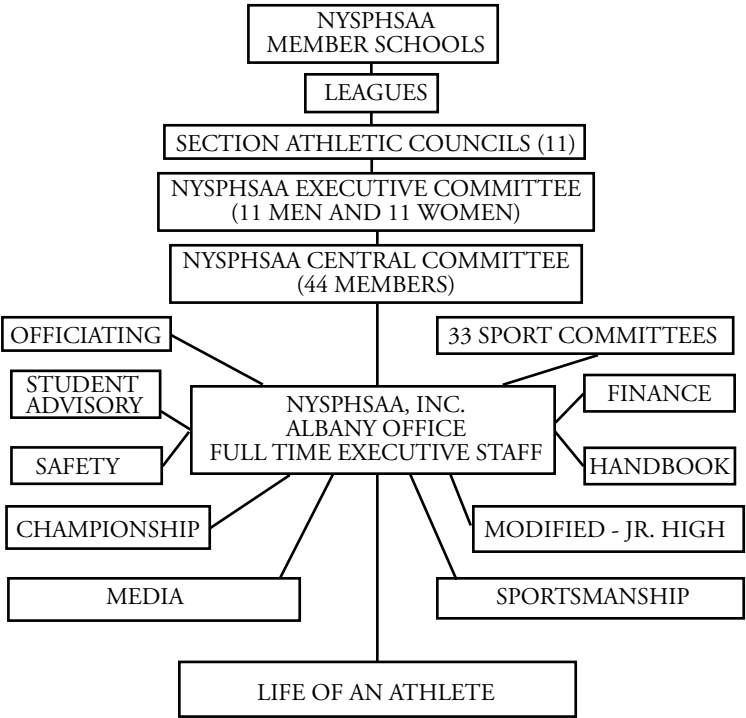 NYSPHSAA
MEMBER SCHOOLS
LEAGUES
SECTION ATHLETIC COUNCILS (11)
NYSPHSAA EXECUTIVE COMMITTEE
(11 MEN AND 11 WOMEN)
NYSPHSAA CENTRAL COMMITTEE
(44 MEMBERS)
OFFICIATING
33 SPORT COMMITTEES
STUDENT
ADVISORY
FINANCE
NYSPHSAA, INC.
ALBANY OFFICE
FULL TIME EXECUTIVE STAFF
SAFETY
HANDBOOK
CHAMPIONSHIP
MODIFIED - JR. HIGH
MEDIA
SPORTSMANSHIP
LIFE OF AN ATHLETE